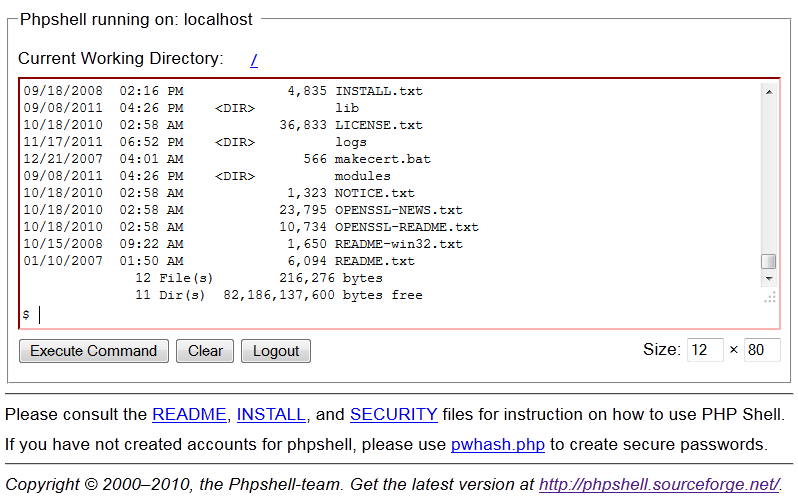 Phpshell running on: localhost
Current Working Directory: /
09/18/2008  02:16 PM             4,835 INSTALL.txt
09/08/2011  04:26 PM    <DIR>          lib
10/18/2010  02:58 AM            36,833 LICENSE.txt
11/17/2011  06:52 PM    <DIR>          logs
12/21/2007  04:01 AM               566 makecert.bat
09/08/2011  04:26 PM    <DIR>          modules
10/18/2010  02:58 AM             1,323 NOTICE.txt
10/18/2010  02:58 AM            23,795 OPENSSL-NEWS.txt
10/18/2010  02:58 AM            10,734 OPENSSL-README.txt
10/15/2008  09:22 AM             1,650 README-win32.txt
01/10/2007  01:50 AM             6,094 README.txt
              12 File(s)        216,276 bytes
              11 Dir(s)  82,186,137,600 bytes free
$
Execute Command Clear Logout Size: 12 × 80
Please consult the README, INSTALL, and SECURITY files for instruction on how to use PHP Shell.
If you have not created accounts for phpshell, please use pwhash.php to create secure passwords.
Copyright © 2000–2010, the Phpshell-team. Get the latest version at http://phpshell.sourceforge.net/.